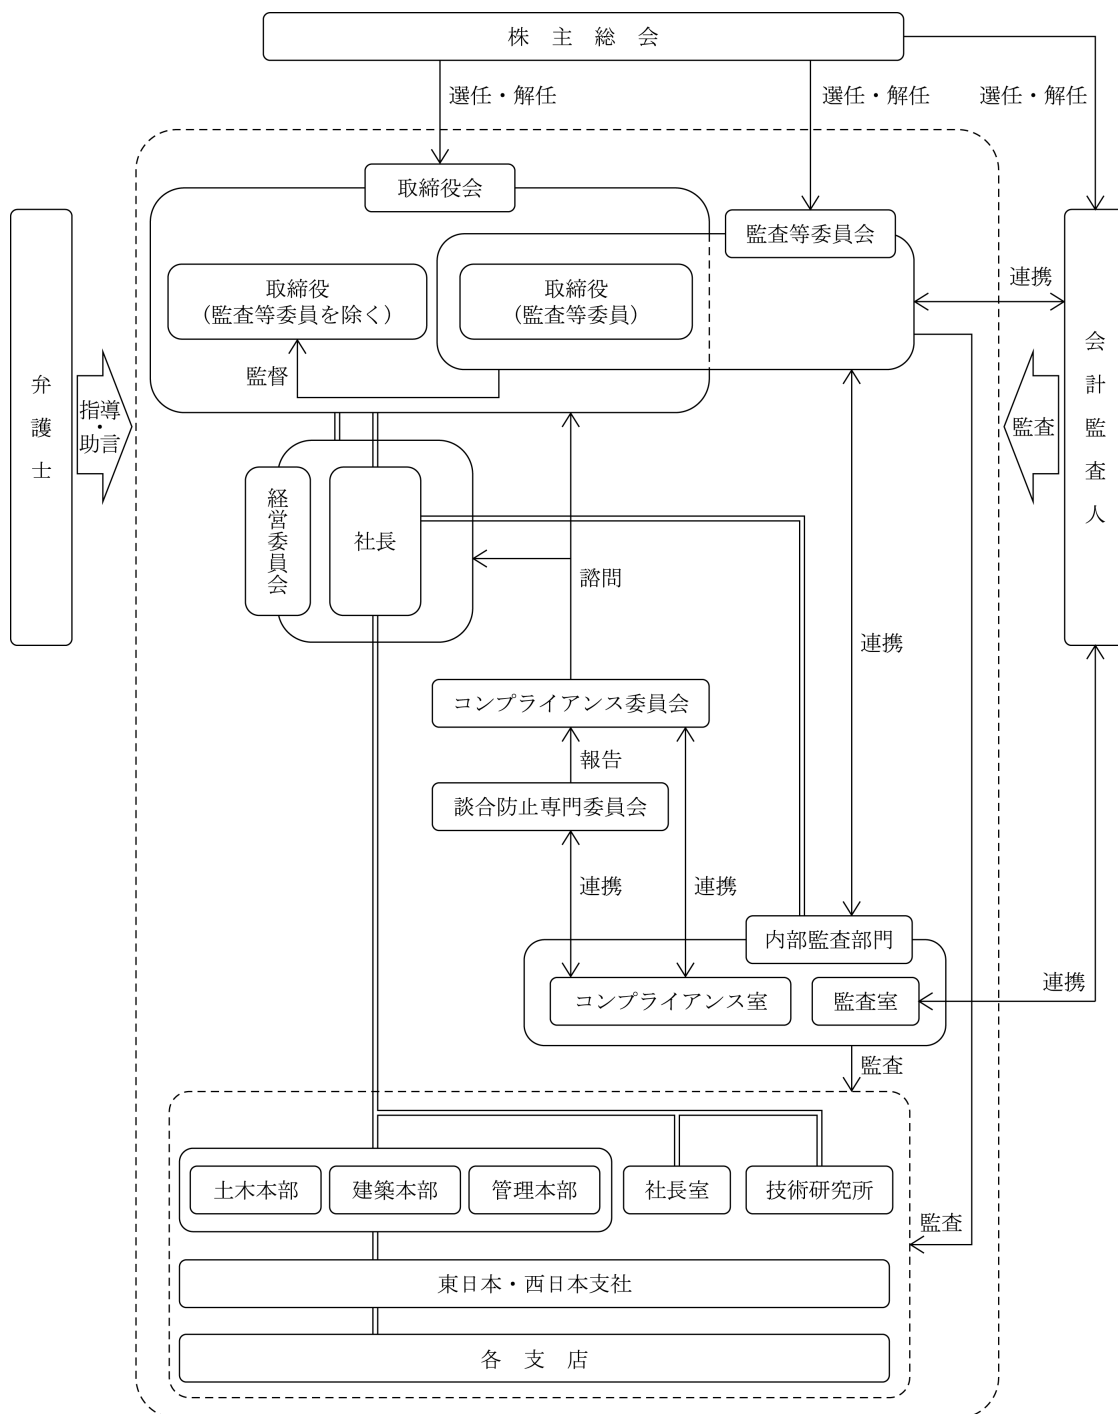 株 主 総 会
選任・解任
選任・解任
選任・解任
取締役会
監査等委員会
取締役
（監査等委員を除く）
取締役
（監査等委員）
連携
監督
弁護士
指導
・
助言
会計監査人
監査
経営委員会
社長
諮問
連携
コンプライアンス委員会
報告
談合防止専門委員会
連携
連携
内部監査部門
コンプライアンス室
監査室
連携
監査
土木本部
建築本部
管理本部
社長室
技術研究所
監査
東日本・西日本支社
各 支 店